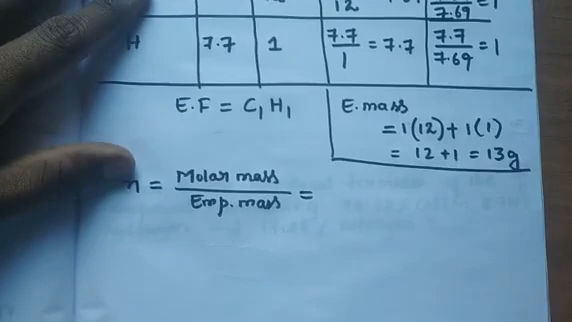 12 7.69 = 1
H 7.7 1 7.7/1 = 7.7 7.7/7.69 = 1
E.F = C₁H₁
E. mass
= 1(12) + 1(1)
= 12 + 1 = 13g
n = Molar mass / Emp. mass =